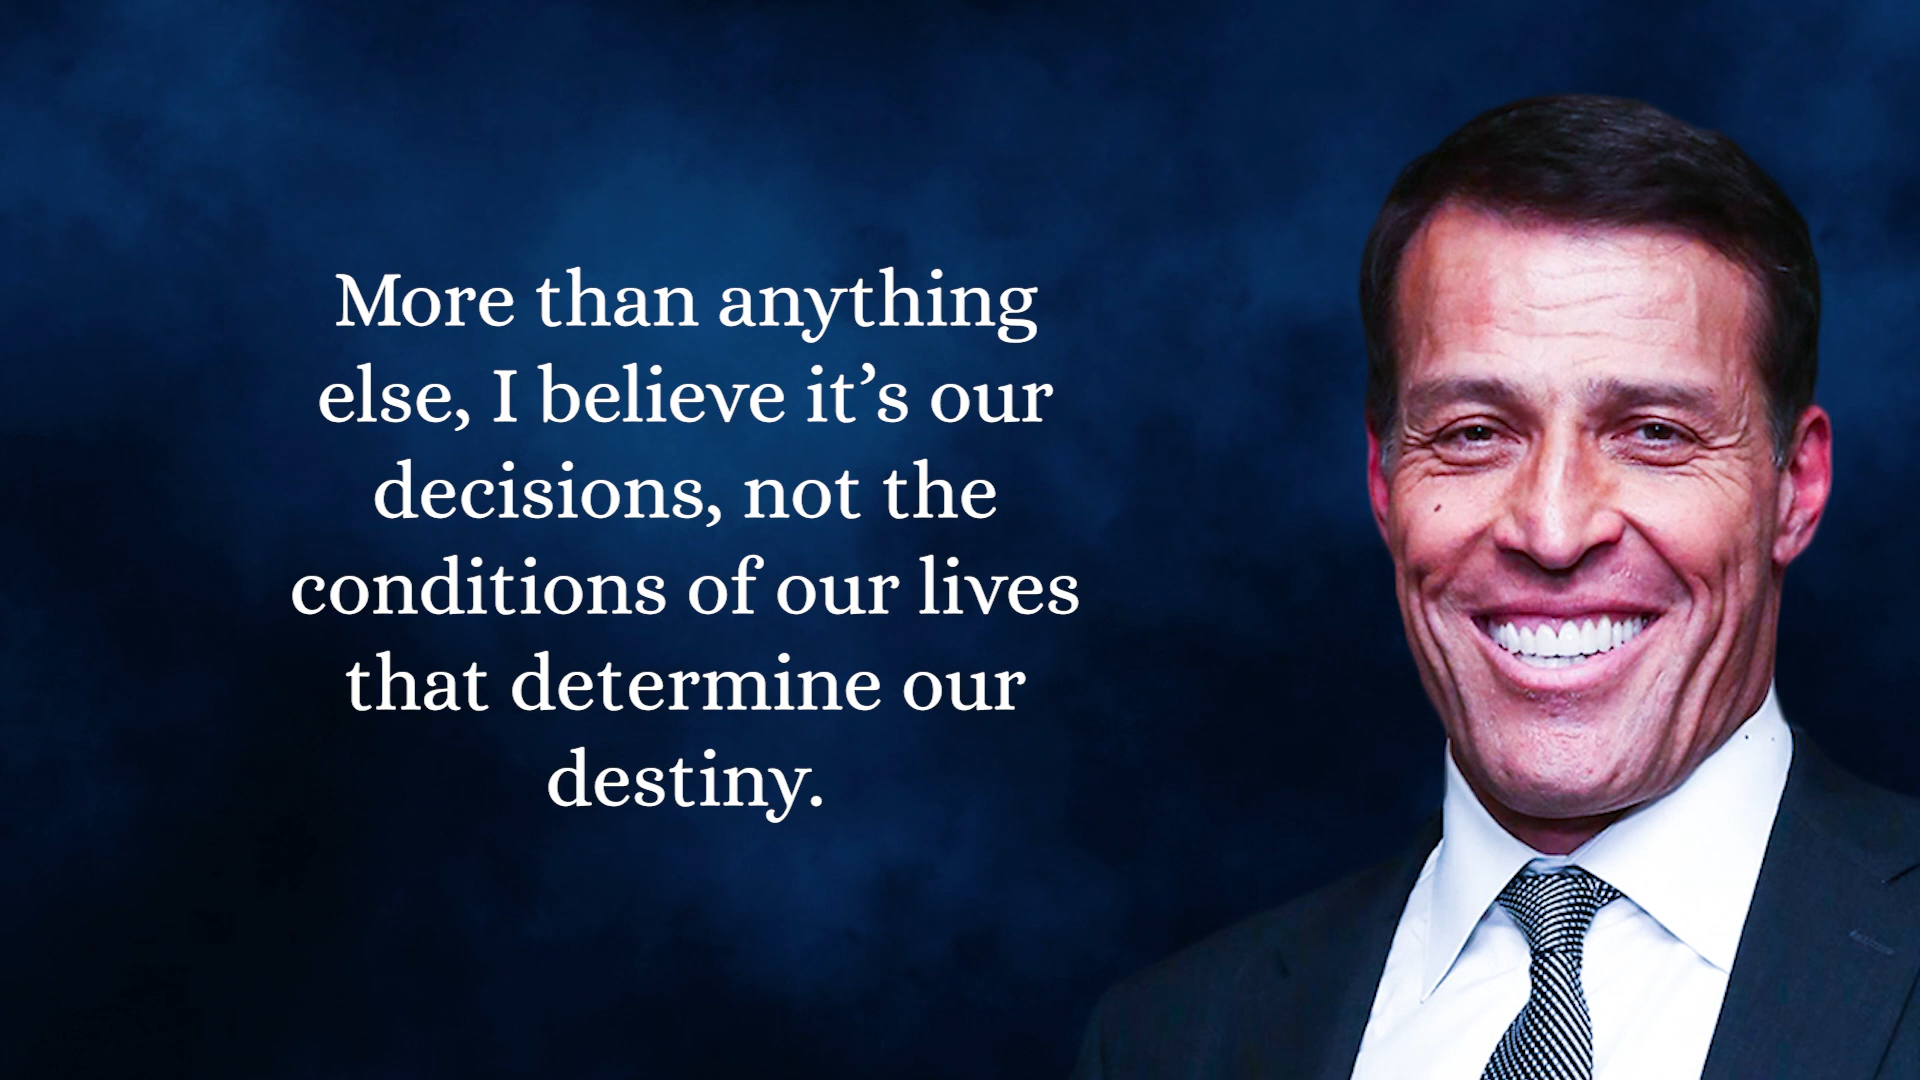 More than anything
else, I believe it’s our
decisions, not the
conditions of our lives
that determine our
destiny.